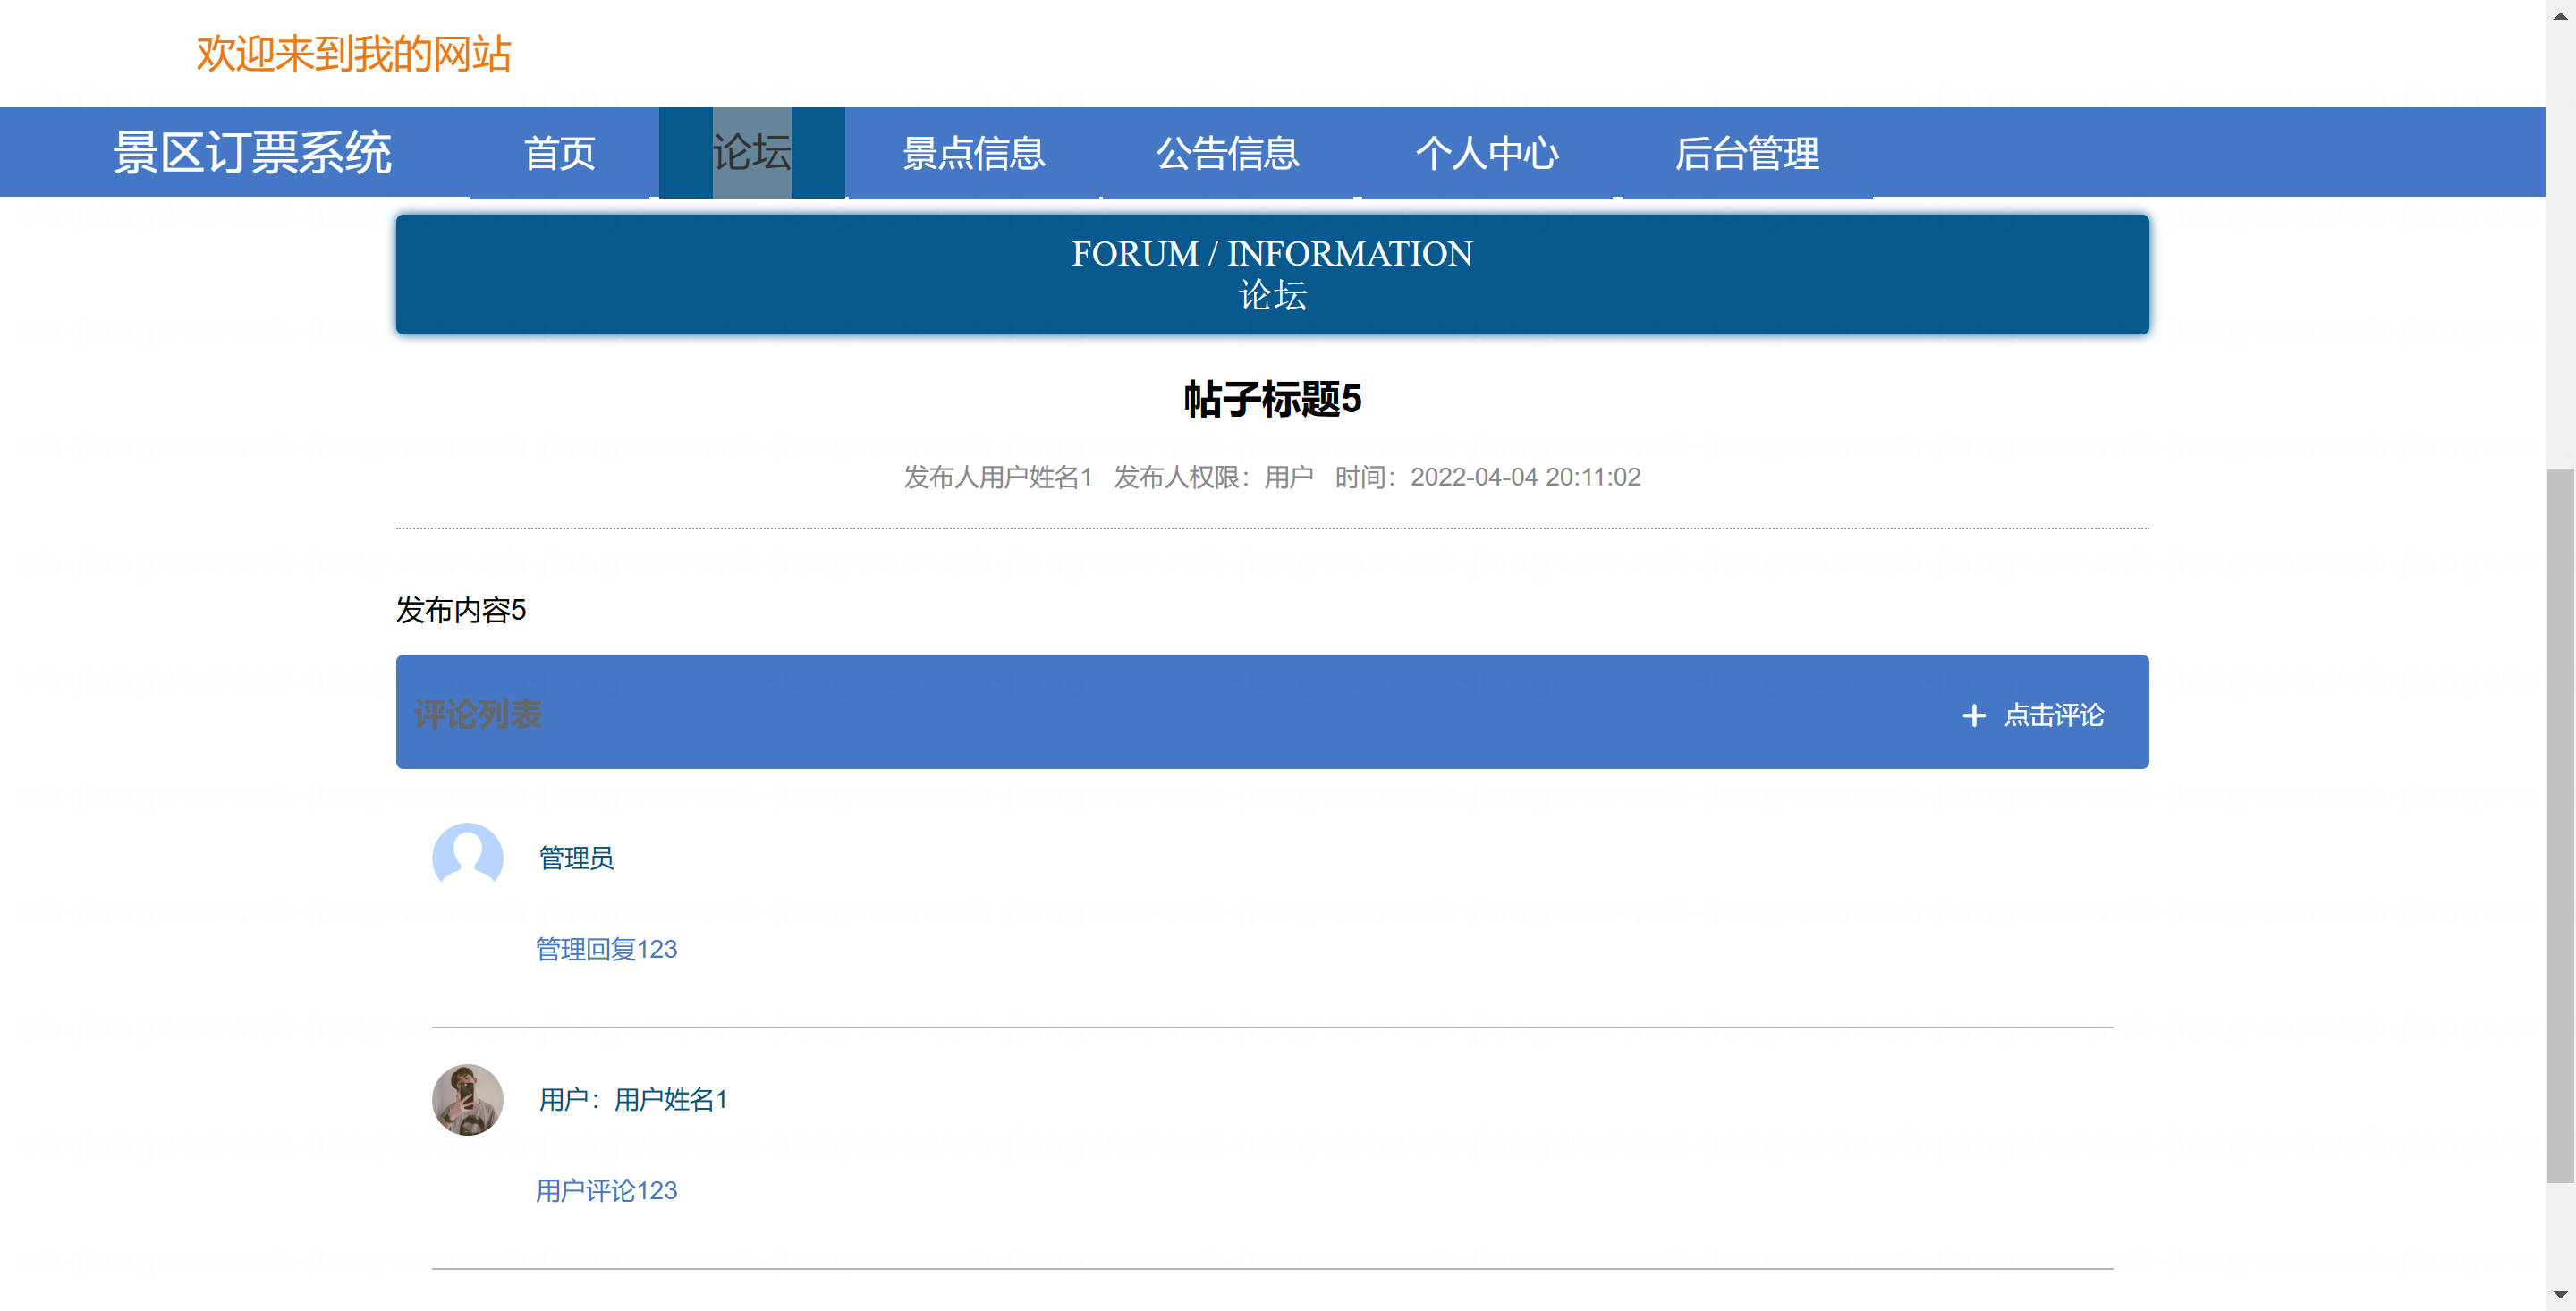 欢迎来到我的网站
景区订票系统 首页 论坛 景点信息 公告信息 个人中心 后台管理
FORUM / INFORMATION
论坛
帖子标题5
发布人用户姓名1 发布人权限：用户 时间：2022-04-04 20:11:02
发布内容5
评论列表 + 点击评论
管理员
管理回复123
用户：用户姓名1
用户评论123